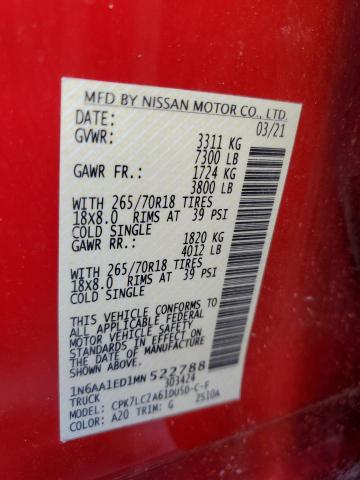 MFD BY NISSAN MOTOR CO., LTD.
DATE: 03/21
GVWR: 3311 KG
7300 LB
GAWR FR.: 1724 KG
3800 LB
WITH 265/70R18 TIRES
18X8.0 RIMS AT 39 PSI
COLD SINGLE
GAWR RR.: 1820 KG
4012 LB
WITH 265/70R18 TIRES
18X8.0 RIMS AT 39 PSI
COLD SINGLE
THIS VEHICLE CONFORMS TO
ALL APPLICABLE FEDERAL
MOTOR VEHICLE SAFETY
STANDARDS IN EFFECT ON
THE DATE OF MANUFACTURE
SHOWN ABOVE.
1N6AA1ED1MN522788
TRUCK 303424
MODEL: CPK7LC2A61DUSD-C-F
COLOR: A20 TRIM: G 2510A